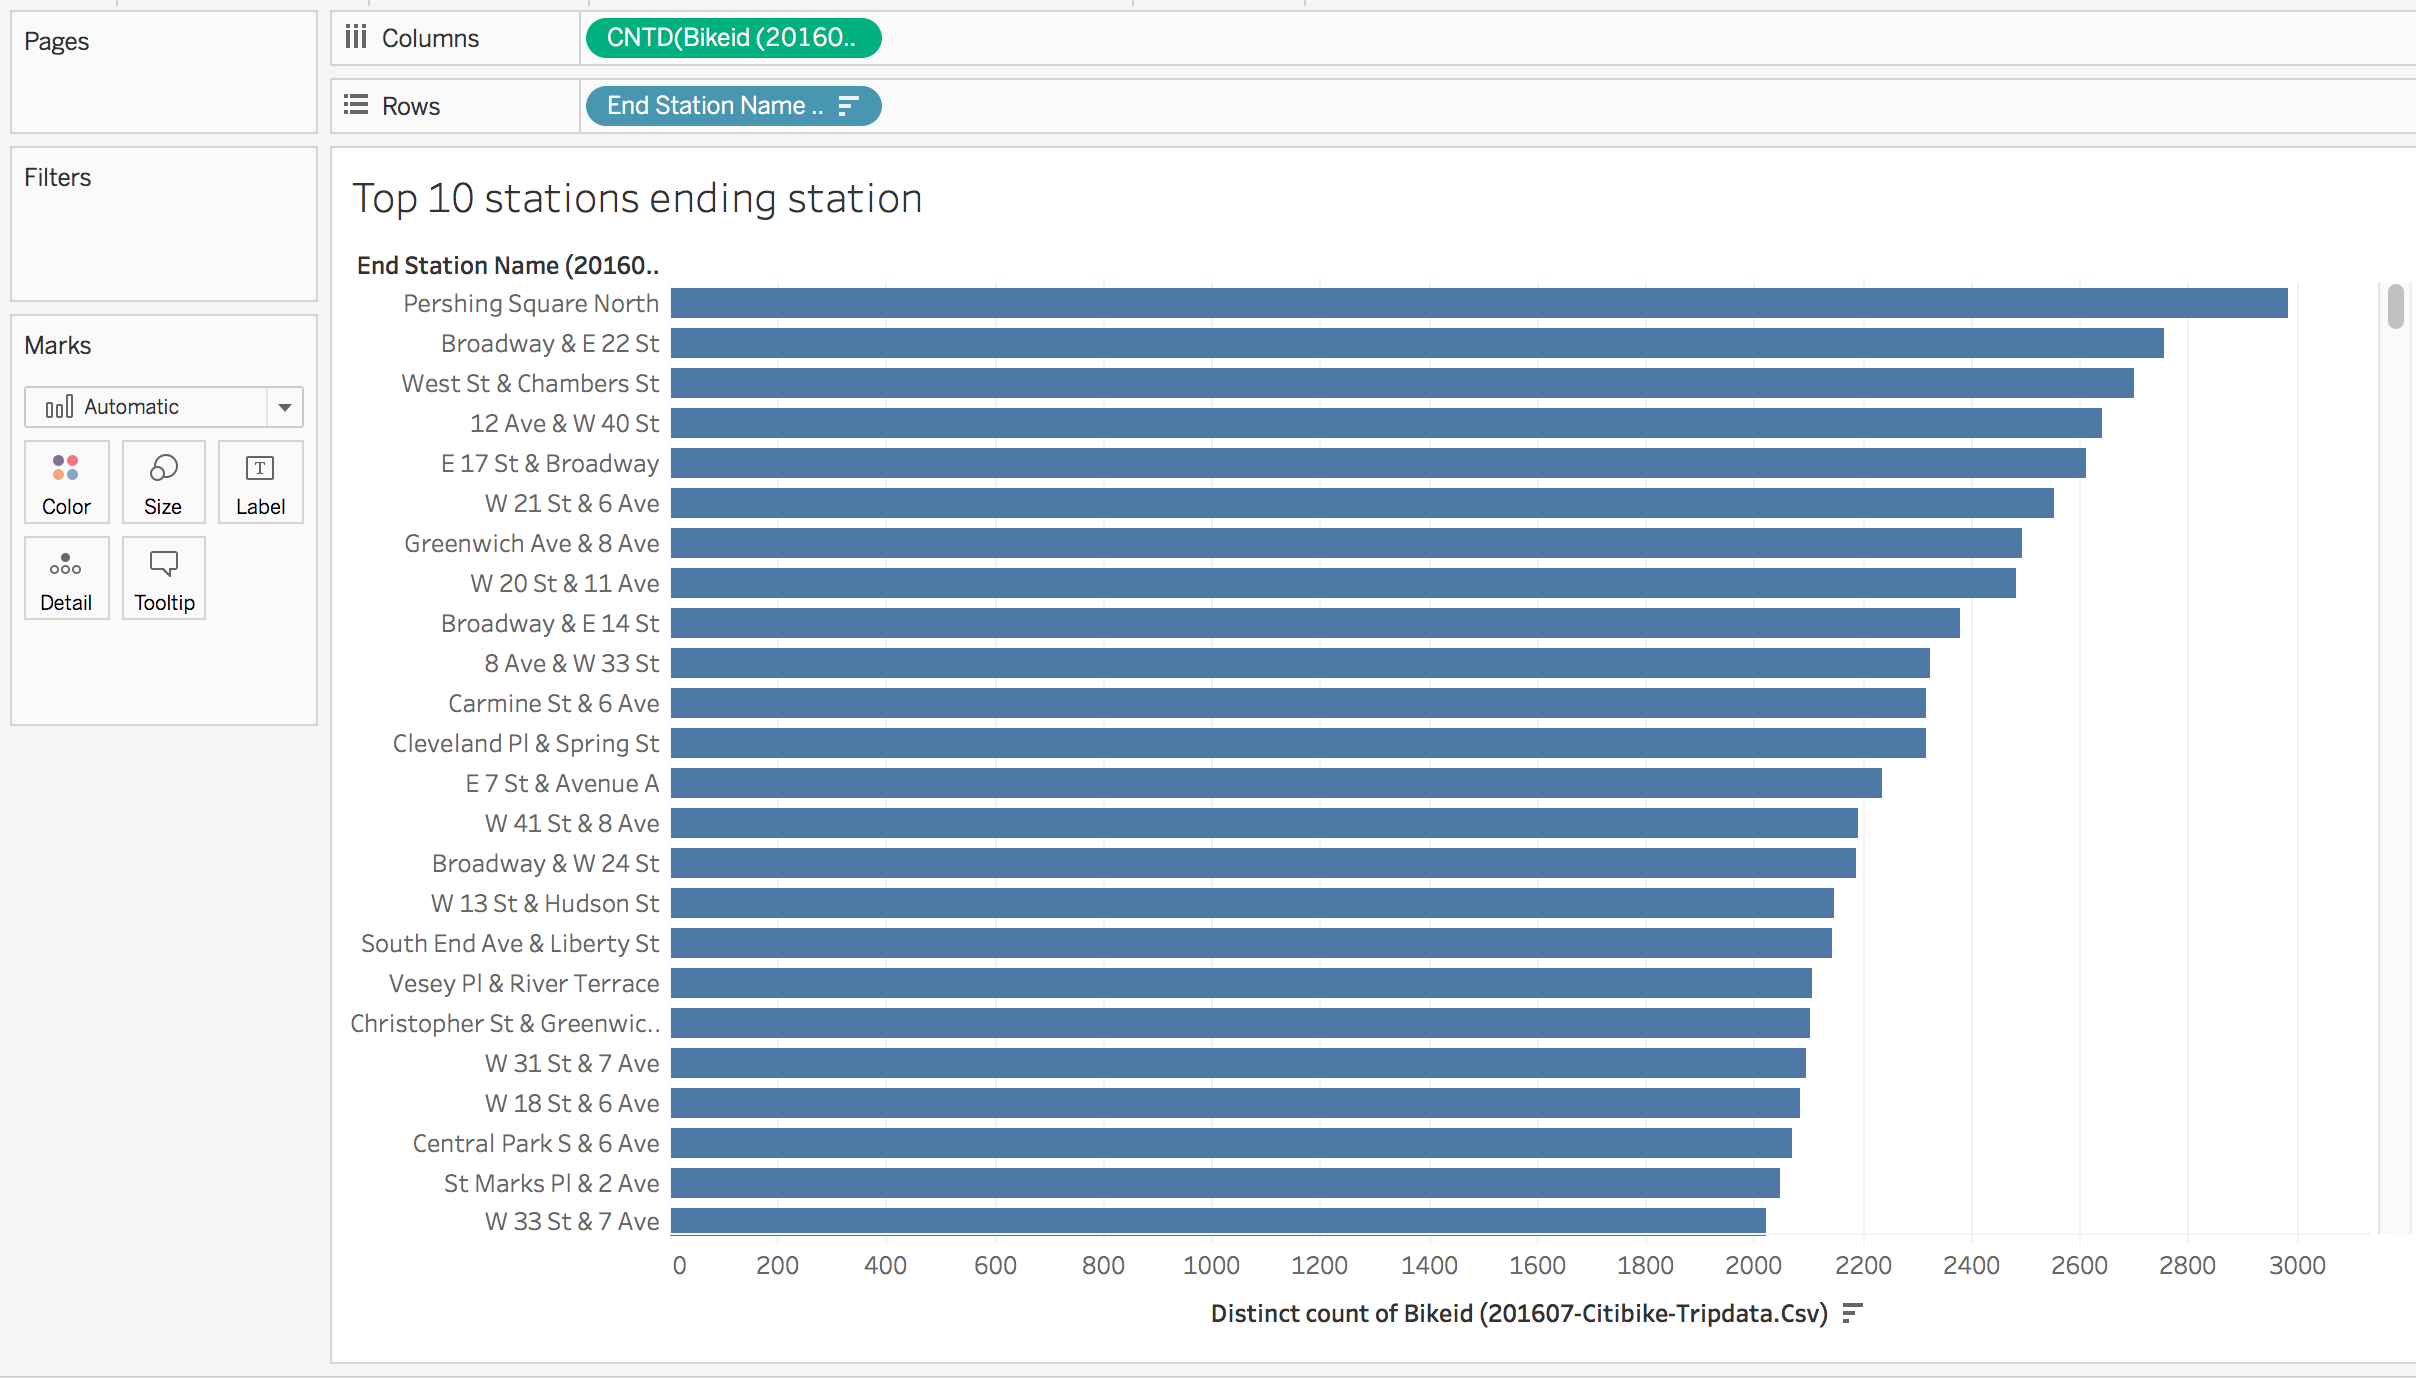 Pages
Columns
CNTD(Bikeid (20160..
Rows
End Station Name ..
Filters
Marks
Automatic
Color
Size
Label
Detail
Tooltip
Top 10 stations ending station
End Station Name (20160..
Pershing Square North
Broadway & E 22 St
West St & Chambers St
12 Ave & W 40 St
E 17 St & Broadway
W 21 St & 6 Ave
Greenwich Ave & 8 Ave
W 20 St & 11 Ave
Broadway & E 14 St
8 Ave & W 33 St
Carmine St & 6 Ave
Cleveland Pl & Spring St
E 7 St & Avenue A
W 41 St & 8 Ave
Broadway & W 24 St
W 13 St & Hudson St
South End Ave & Liberty St
Vesey Pl & River Terrace
Christopher St & Greenwic..
W 31 St & 7 Ave
W 18 St & 6 Ave
Central Park S & 6 Ave
St Marks Pl & 2 Ave
W 33 St & 7 Ave
0 200 400 600 800 1000 1200 1400 1600 1800 2000 2200 2400 2600 2800 3000
Distinct count of Bikeid (201607-Citibike-Tripdata.Csv)